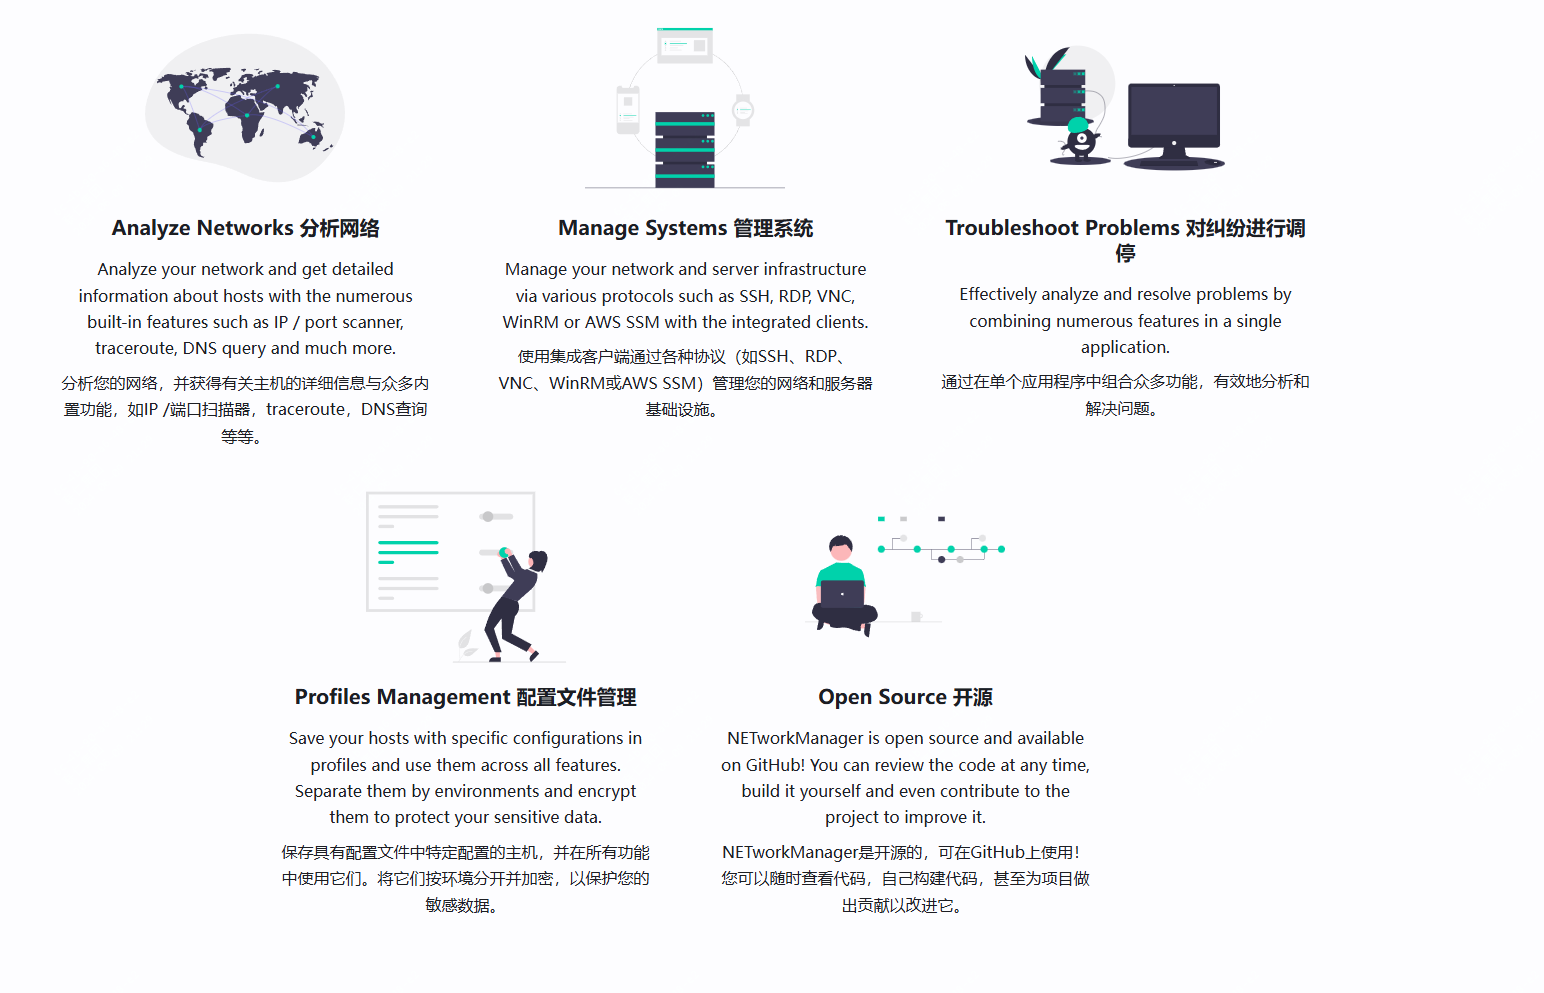 Analyze Networks 分析网络
Analyze your network and get detailed
information about hosts with the numerous
built-in features such as IP / port scanner,
traceroute, DNS query and much more.
分析您的网络，并获得有关主机的详细信息与众多内
置功能，如IP /端口扫描器，traceroute，DNS查询
等等。
Manage Systems 管理系统
Manage your network and server infrastructure
via various protocols such as SSH, RDP, VNC,
WinRM or AWS SSM with the integrated clients.
使用集成客户端通过各种协议（如SSH、RDP、
VNC、WinRM或AWS SSM）管理您的网络和服务器
基础设施。
Troubleshoot Problems 对纠纷进行调
停
Effectively analyze and resolve problems by
combining numerous features in a single
application.
通过在单个应用程序中组合众多功能，有效地分析和
解决问题。
Profiles Management 配置文件管理
Save your hosts with specific configurations in
profiles and use them across all features.
Separate them by environments and encrypt
them to protect your sensitive data.
保存具有配置文件中特定配置的主机，并在所有功能
中使用它们。将它们按环境分开并加密，以保护您的
敏感数据。
Open Source 开源
NETworkManager is open source and available
on GitHub! You can review the code at any time,
build it yourself and even contribute to the
project to improve it.
NETworkManager是开源的，可在GitHub上使用！
您可以随时查看代码，自己构建代码，甚至为项目做
出贡献以改进它。